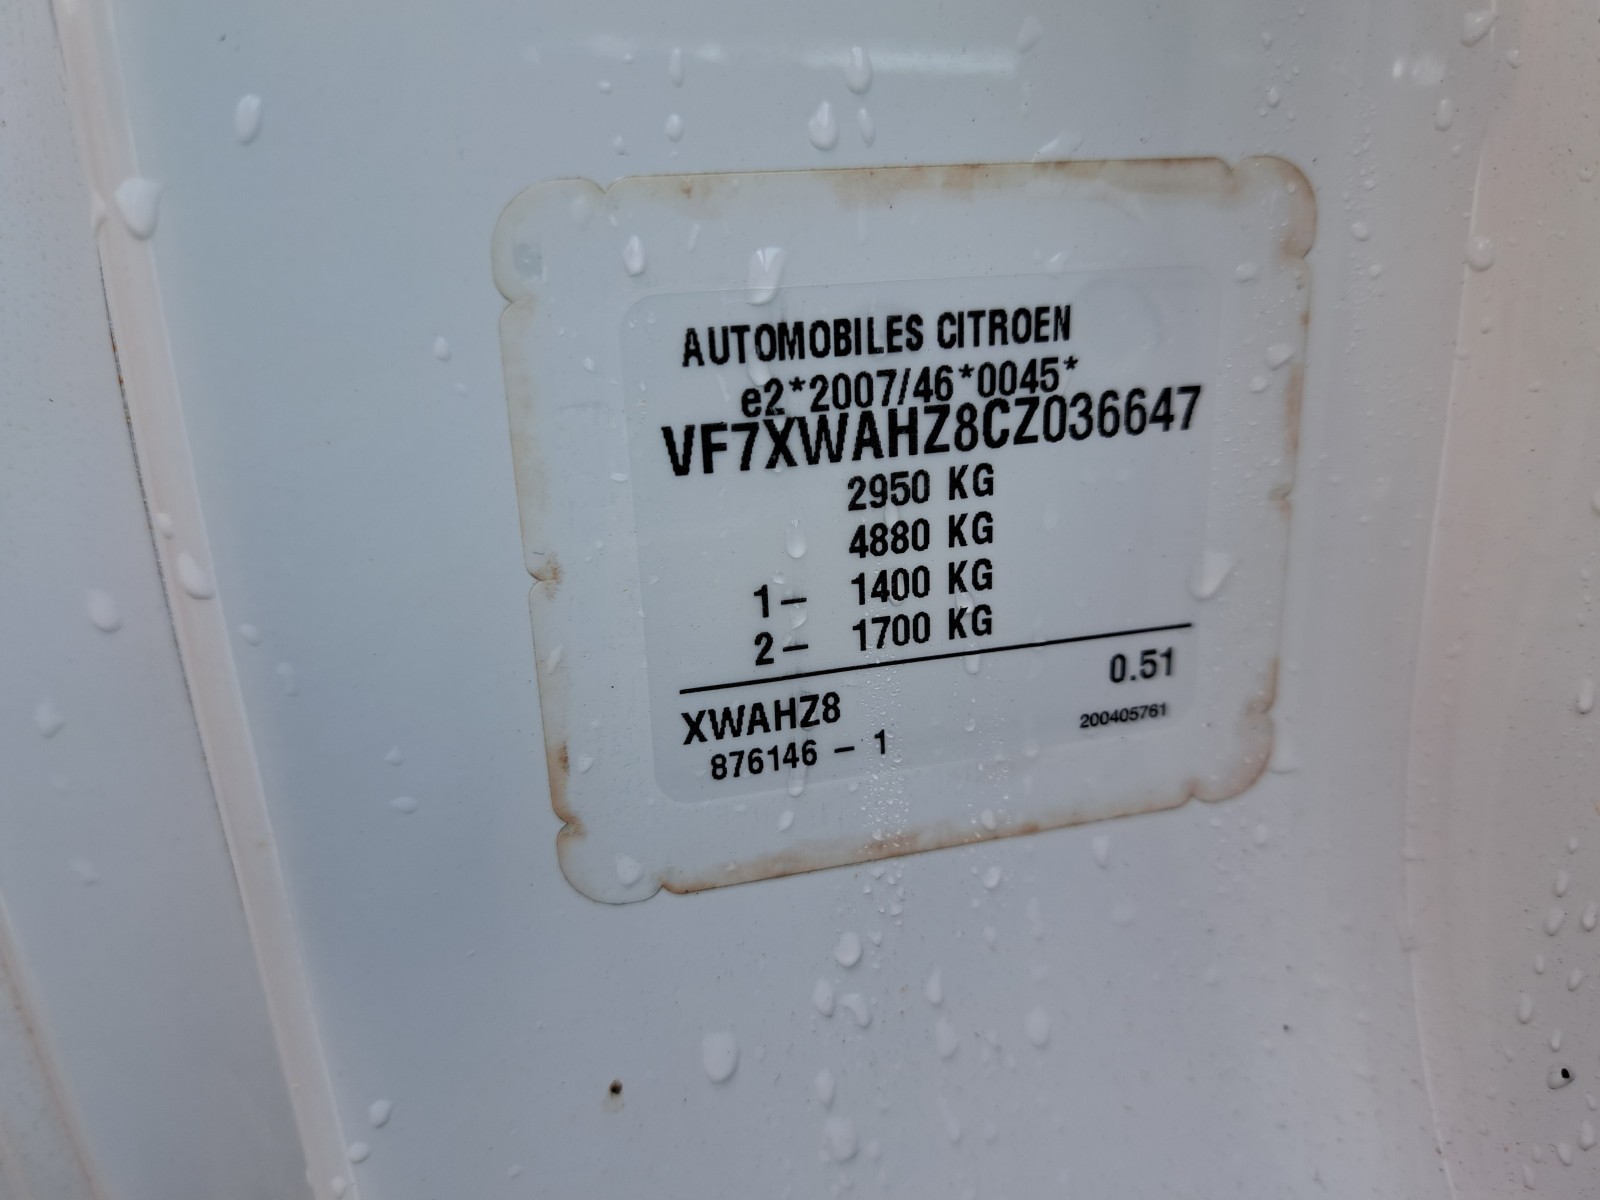 AUTOMOBILES CITROEN
e2*2007/46*0045*
VF7XWAHZ8CZ036647
2950 KG
4880 KG
1- 1400 KG
2- 1700 KG
0.51
XWAHZ8
200405761
876146 - 1